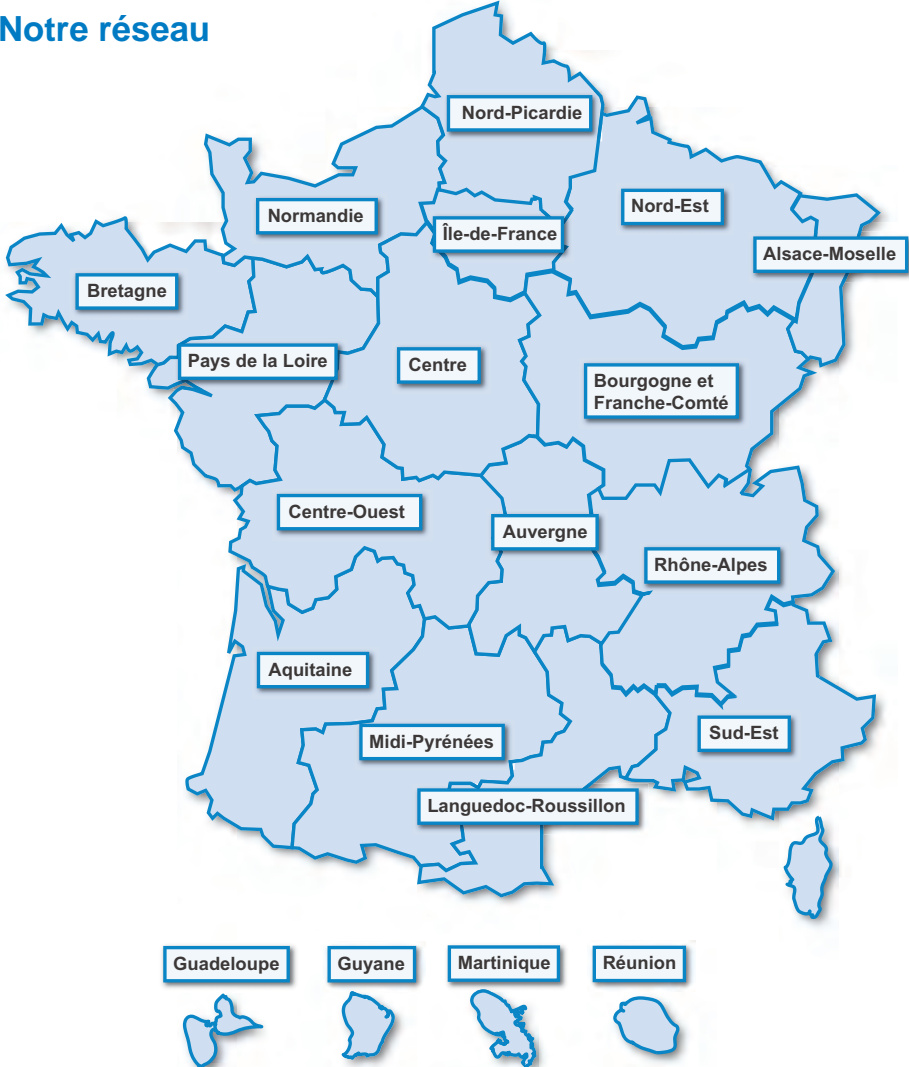 Notre réseau
Nord-Picardie
Normandie
Île-de-France
Nord-Est
Alsace-Moselle
Bretagne
Pays de la Loire
Centre
Bourgogne et
Franche-Comté
Centre-Ouest
Auvergne
Rhône-Alpes
Aquitaine
Midi-Pyrénées
Sud-Est
Languedoc-Roussillon
Guadeloupe
Guyane
Martinique
Réunion